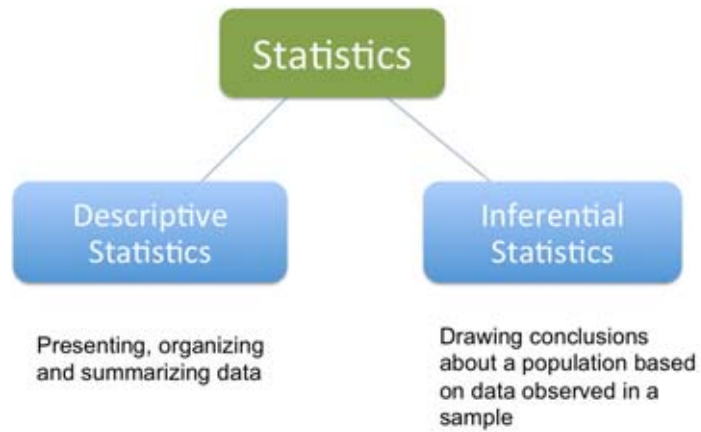 Statistics
Descriptive
Statistics
Inferential
Statistics
Presenting, organizing
and summarizing data
Drawing conclusions
about a population based
on data observed in a
sample